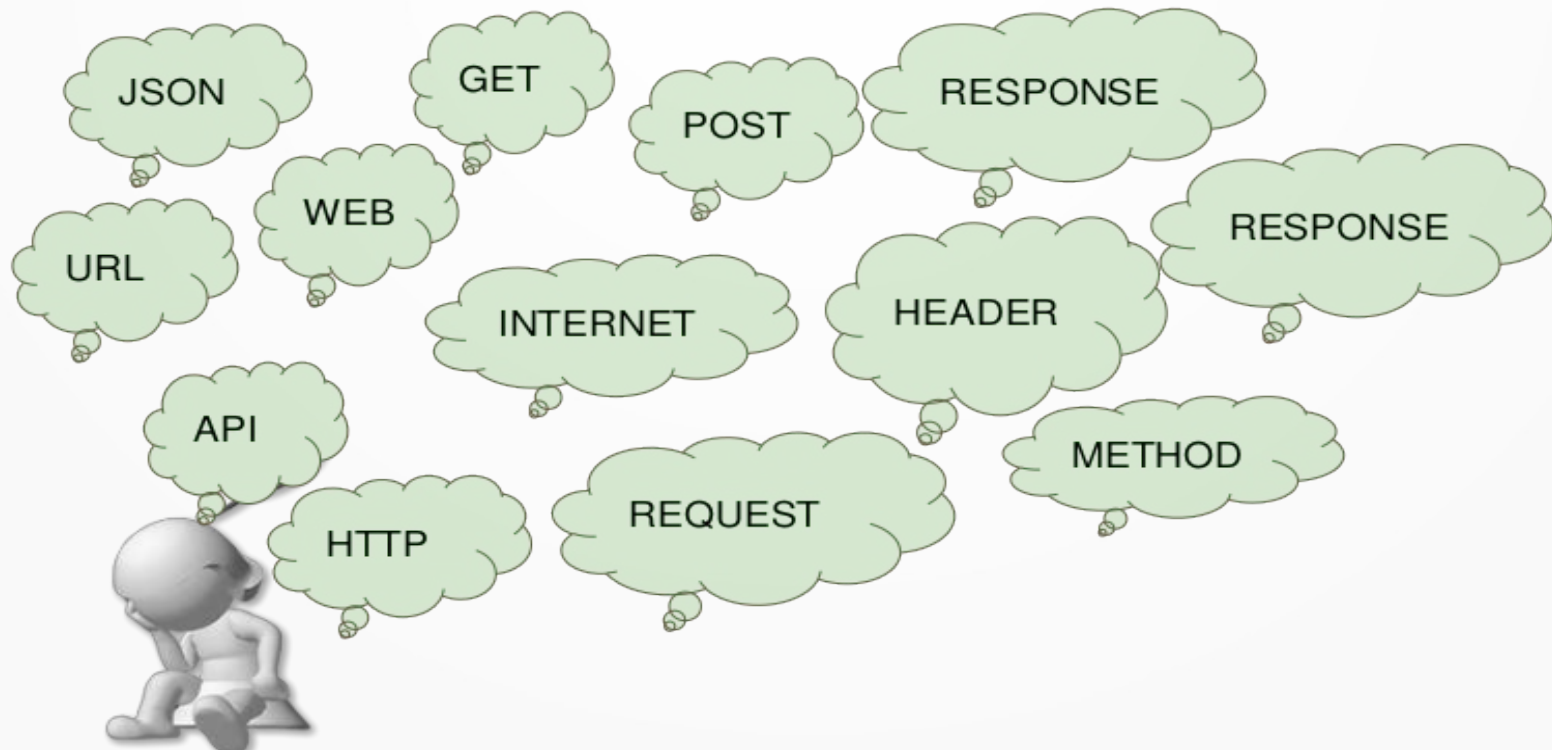 JSON
GET
POST
RESPONSE
WEB
RESPONSE
URL
INTERNET
HEADER
API
METHOD
HTTP
REQUEST